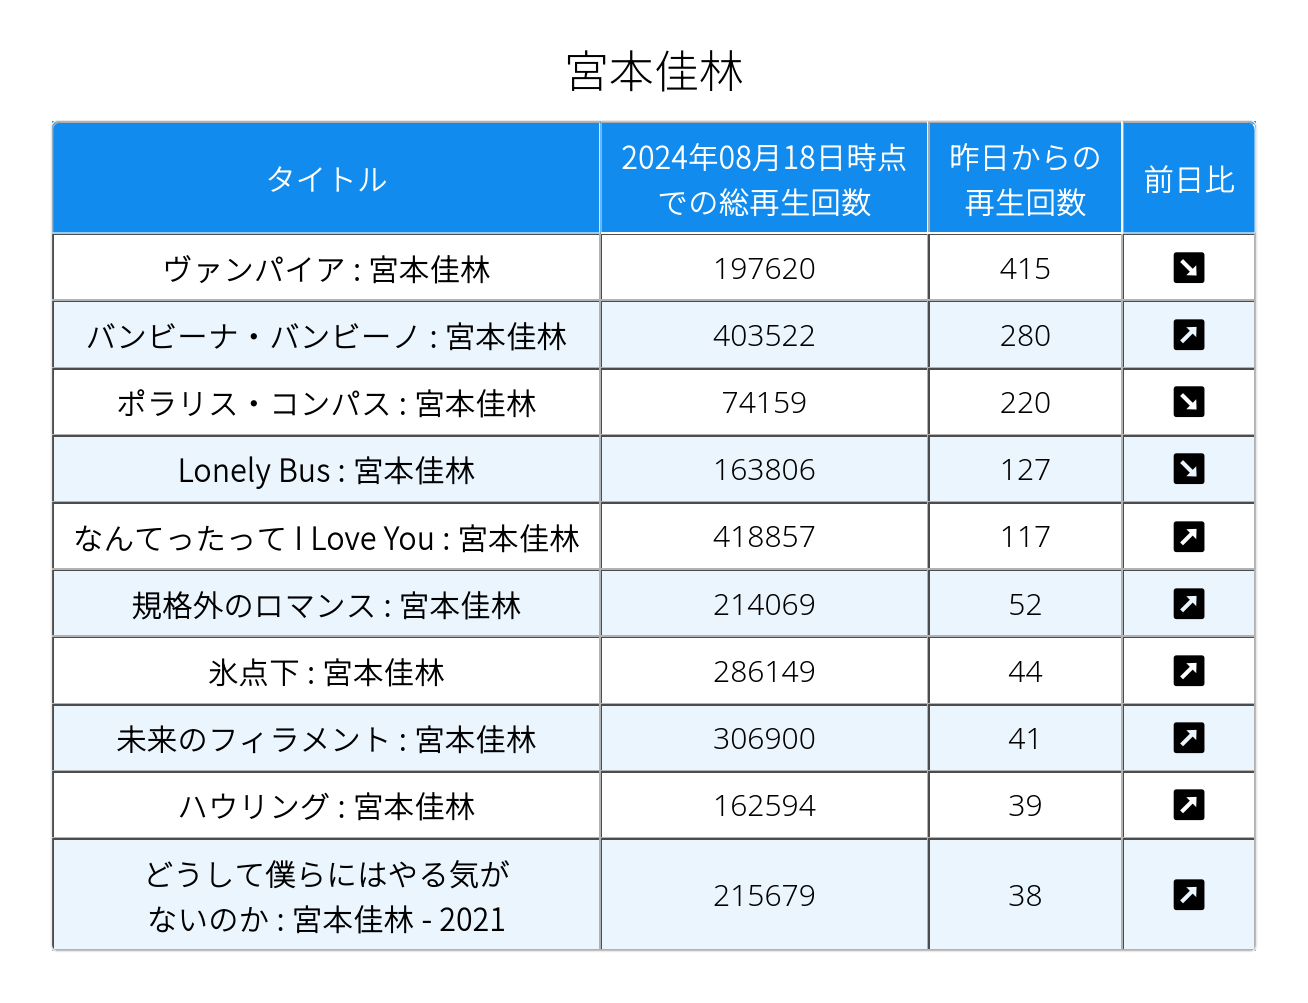 宮本佳林
タイトル
2024年08月18日時点
での総再生回数
昨日からの
再生回数
前日比
ヴァンパイア : 宮本佳林 197620 415 ↘
バンビーナ・バンビーノ : 宮本佳林 403522 280 ↗
ポラリス・コンパス : 宮本佳林 74159 220 ↘
Lonely Bus : 宮本佳林 163806 127 ↘
なんてったって I Love You : 宮本佳林 418857 117 ↗
規格外のロマンス : 宮本佳林 214069 52 ↗
氷点下 : 宮本佳林 286149 44 ↗
未来のフィラメント : 宮本佳林 306900 41 ↗
ハウリング : 宮本佳林 162594 39 ↗
どうして僕らにはやる気が
ないのか : 宮本佳林 - 2021 215679 38 ↗